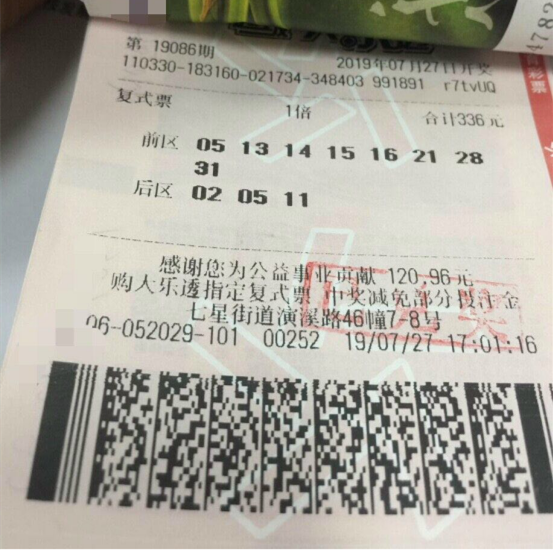 第 19086期
2019年07月27日开奖
110330-183160-021734-348403 991891 r7tvUQ
复式票 1倍 合计336元
前区 05 13 14 15 16 21 28
31
后区 02 05 11
感谢您为公益事业贡献 120.96元
购大乐透指定复式票 中奖减免部分投注金
七星街道演溪路46幢7-8号
06-052029-101 00252 19/07/27 17:01:16
4782